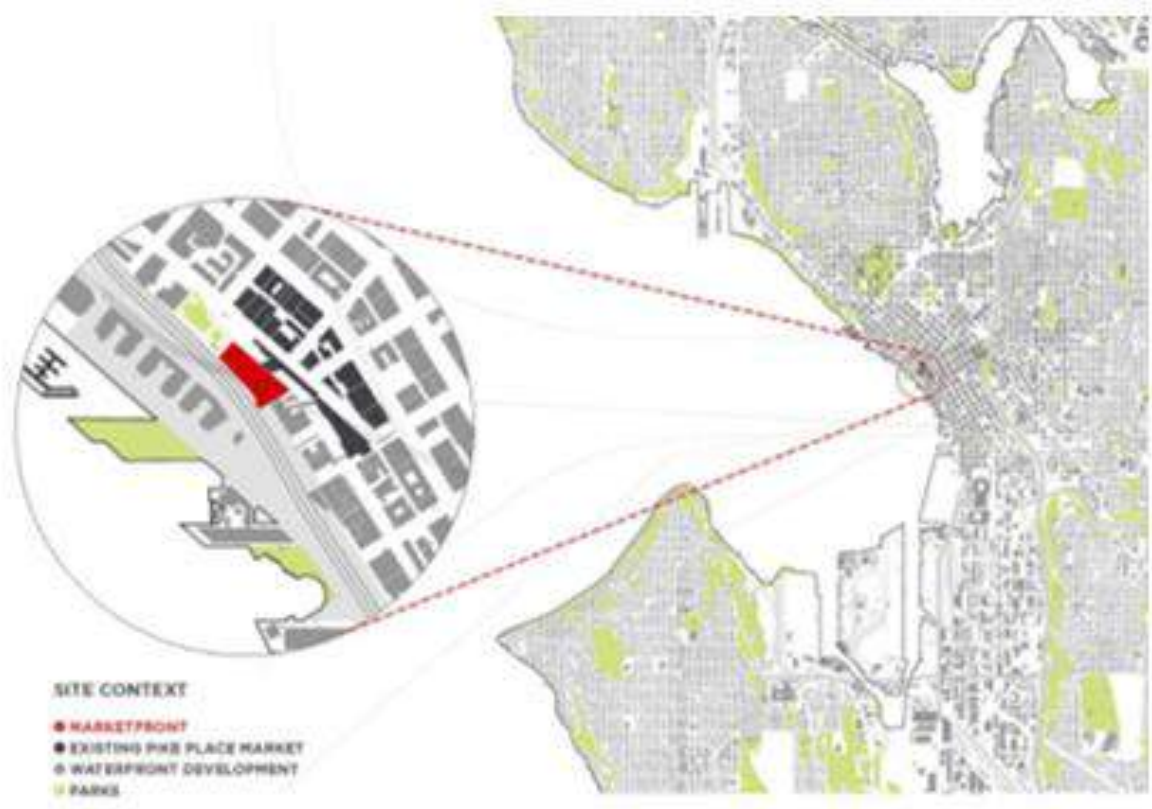 SITE CONTEXT
MARKETFRONT
EXISTING PIKE PLACE MARKET
WATERFRONT DEVELOPMENT
PARKS